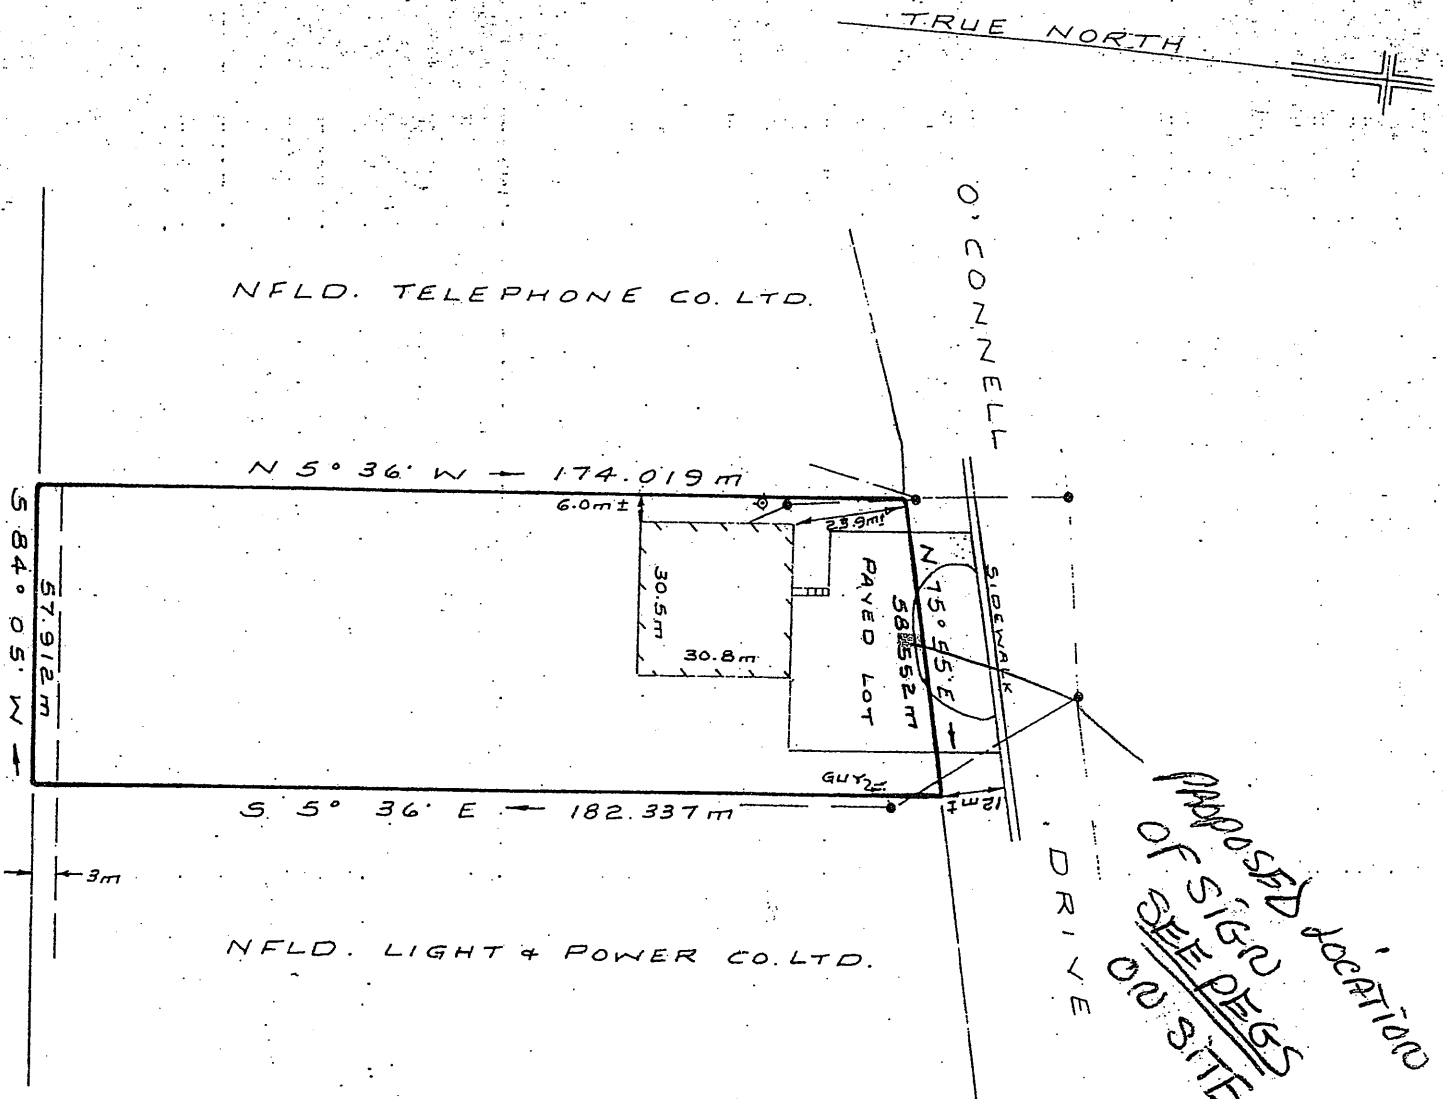 TRUE NORTH
O'CONNELL
DRIVE
NFLD. TELEPHONE CO. LTD.
N 5° 36' W 174.019 m
6.0m ±
23.9m±
N 75° 55' E
58.552 m
SIDEWALK
PAVED LOT
30.5m
30.8m
57.912 m
S 84° 05' W
GUY
12m ±
S 5° 36' E 182.337 m
3m
NFLD. LIGHT & POWER CO. LTD.
PROPOSED LOCATION
OF SIGN
SEE PEGS
ON SITE